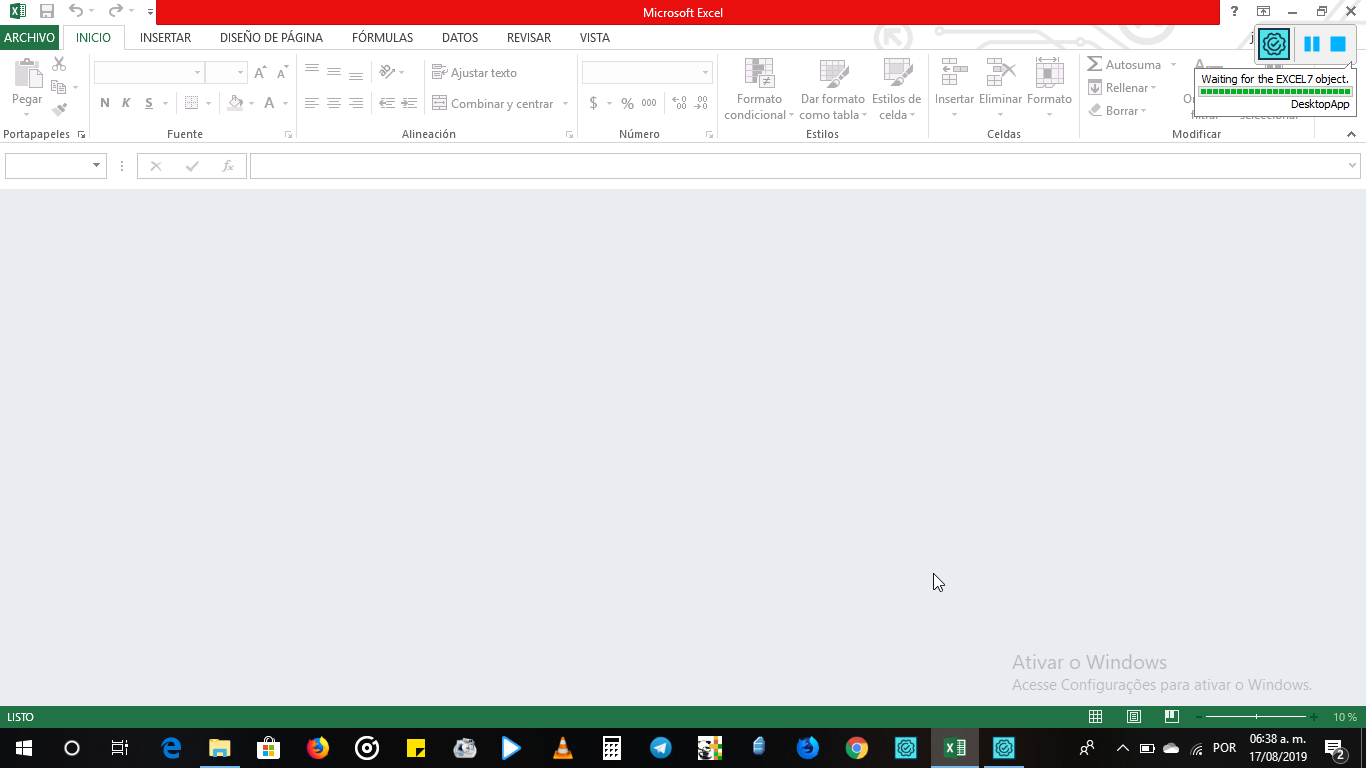 Microsoft Excel
?
ARCHIVO INICIO INSERTAR DISEÑO DE PÁGINA FÓRMULAS DATOS REVISAR VISTA
Pegar
Portapapeles
N K S A
Fuente
Ajustar texto
Combinar y centrar
Alineación
$ % 000
Número
Formato condicional
Dar formato como tabla
Estilos de celda
Estilos
Insertar Eliminar Formato
Celdas
Autosuma
Rellenar
Borrar
Modificar
Waiting for the EXCEL7 object.
DesktopApp
fx
Ativar o Windows
Acesse Configurações para ativar o Windows.
LISTO
10 %
POR
06:38 a. m.
17/08/2019
2